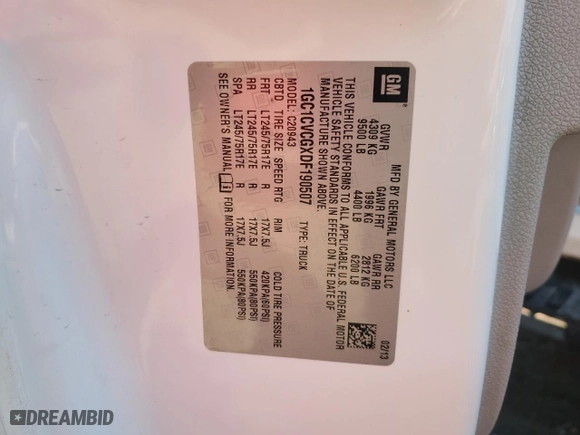 GM
MFD BY GENERAL MOTORS LLC
GVWR GAWR FRT GAWR RR
4309 KG 1996 KG 2812 KG
9500 LB 4400 LB 6200 LB
THIS VEHICLE CONFORMS TO ALL APPLICABLE U.S. FEDERAL MOTOR
VEHICLE SAFETY STANDARDS IN EFFECT ON THE DATE OF
MANUFACTURE SHOWN ABOVE.
02/13
1GC1CVCGXDF190507 TYPE: TRUCK
MODEL: C20943
CBTD TIRE SIZE SPEED RTG RIM COLD TIRE PRESSURE
FRT LT245/75R17E R 17X7.5J 420KPA(60PSI)
RR LT245/75R17E R 17X7.5J 550KPA(80PSI)
SPA LT245/75R17E R 17X7.5J 550KPA(80PSI)
SEE OWNER'S MANUAL FOR MORE INFORMATION.
DREAMBID